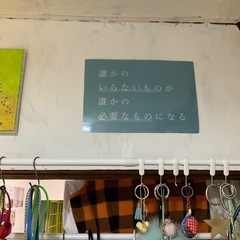 誰かの
いらないものが
誰かの
必要なものになる